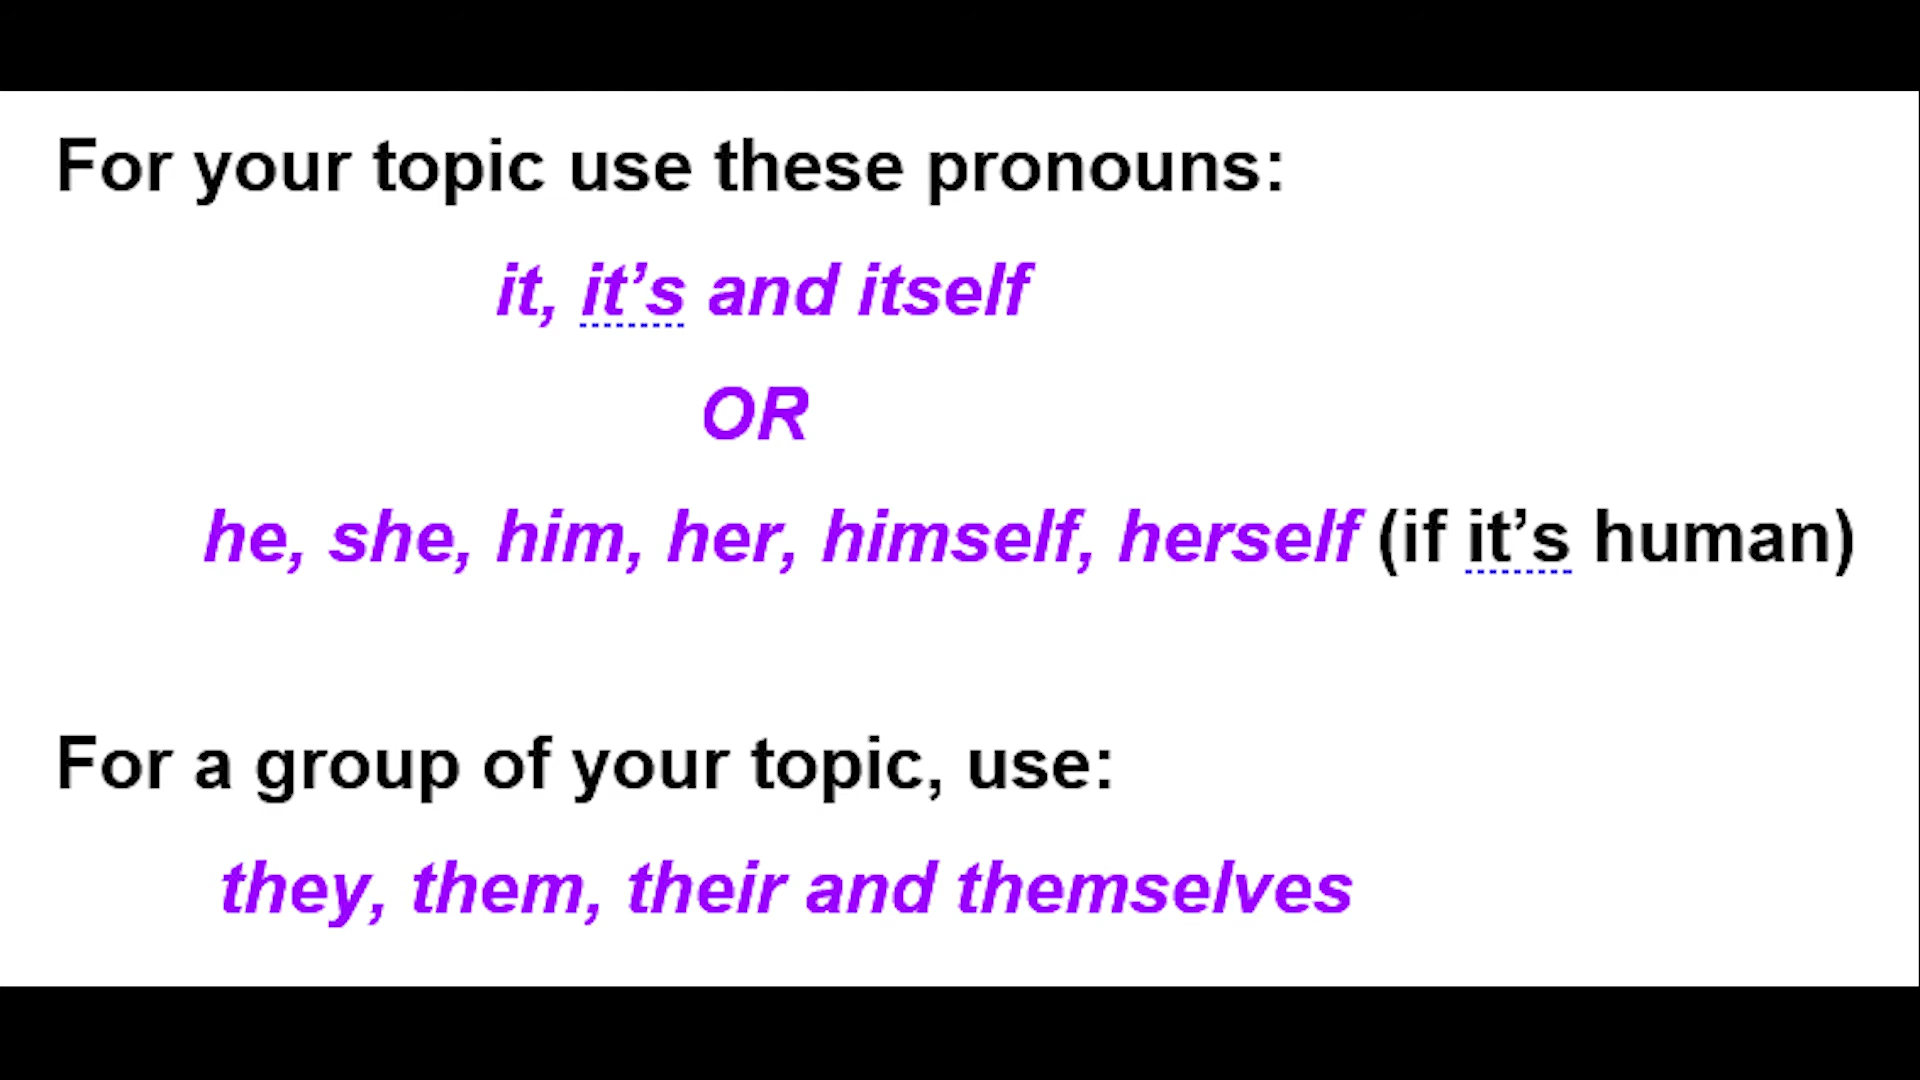 For your topic use these pronouns:
it, it’s and itself
OR
he, she, him, her, himself, herself (if it’s human)
For a group of your topic, use:
they, them, their and themselves